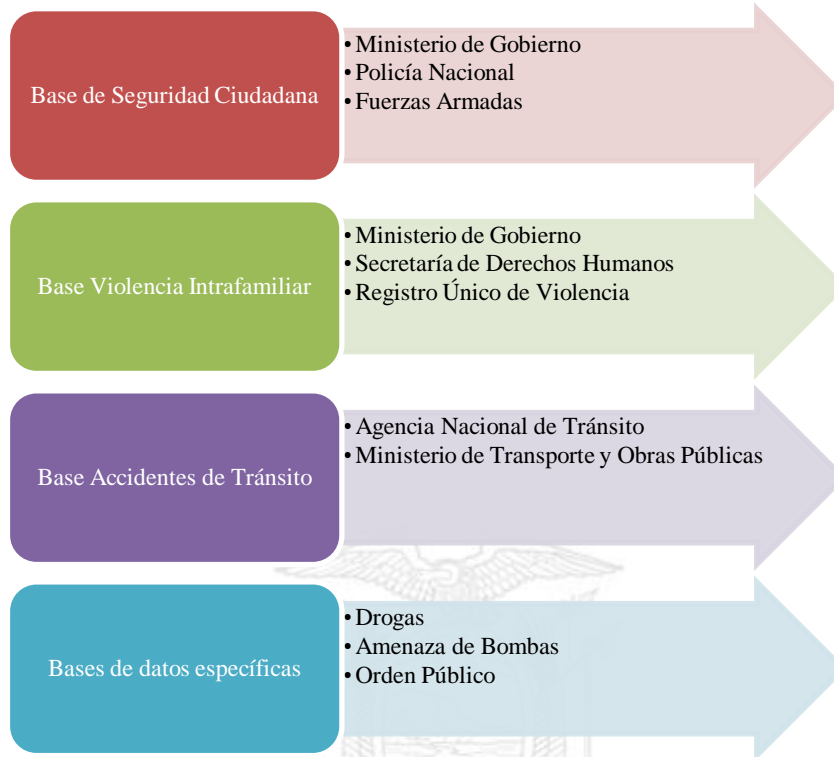 Base de Seguridad Ciudadana
• Ministerio de Gobierno
• Policía Nacional
• Fuerzas Armadas
Base Violencia Intrafamiliar
• Ministerio de Gobierno
• Secretaría de Derechos Humanos
• Registro Único de Violencia
Base Accidentes de Tránsito
• Agencia Nacional de Tránsito
• Ministerio de Transporte y Obras Públicas
Bases de datos específicas
• Drogas
• Amenaza de Bombas
• Orden Público